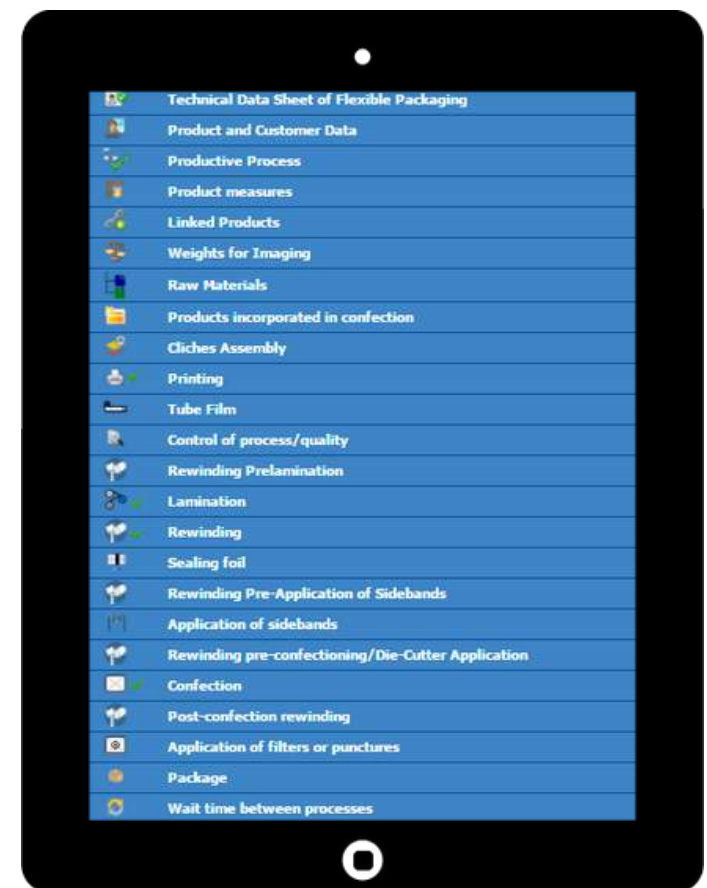 Technical Data Sheet of Flexible Packaging
Product and Customer Data
Productive Process
Product measures
Linked Products
Weights for Imaging
Raw Materials
Products incorporated in confection
Cliches Assembly
Printing
Tube Film
Control of process/quality
Rewinding Prelamination
Lamination
Rewinding
Sealing foil
Rewinding Pre-Application of Sidebands
Application of sidebands
Rewinding pre-confectioning/Die-Cutter Application
Confection
Post-confection rewinding
Application of filters or punctures
Package
Wait time between processes